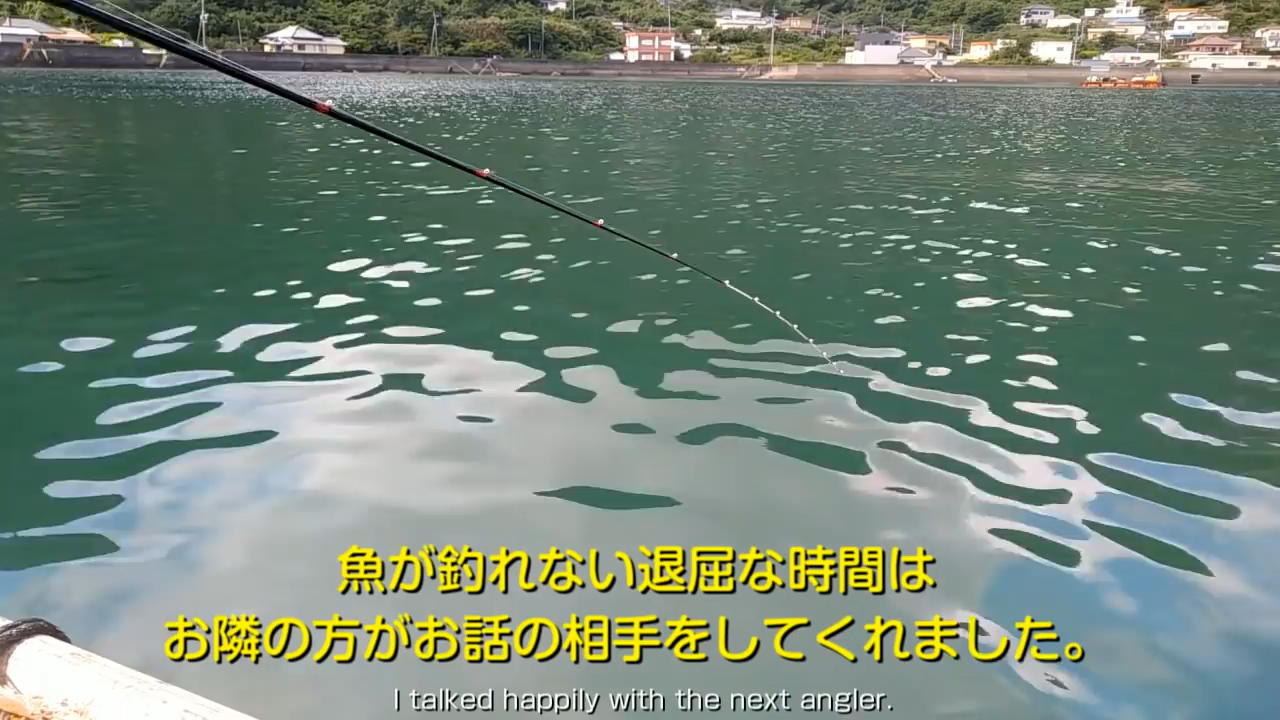 魚が釣れない退屈な時間は
お隣の方がお話の相手をしてくれました。
I talked happily with the next angler.